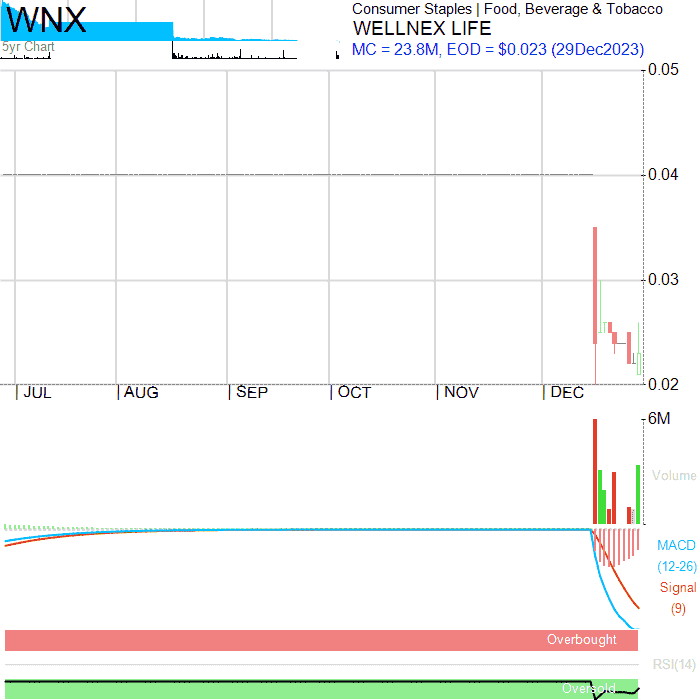 WNX
5yr Chart
Consumer Staples | Food, Beverage & Tobacco
WELLNEX LIFE
MC = 23.8M, EOD = $0.023 (29Dec2023)
0.05
0.04
0.03
0.02
JUL AUG SEP OCT NOV DEC
6M
Volume
MACD
(12-26)
Signal
(9)
Overbought
RSI(14)
Oversold